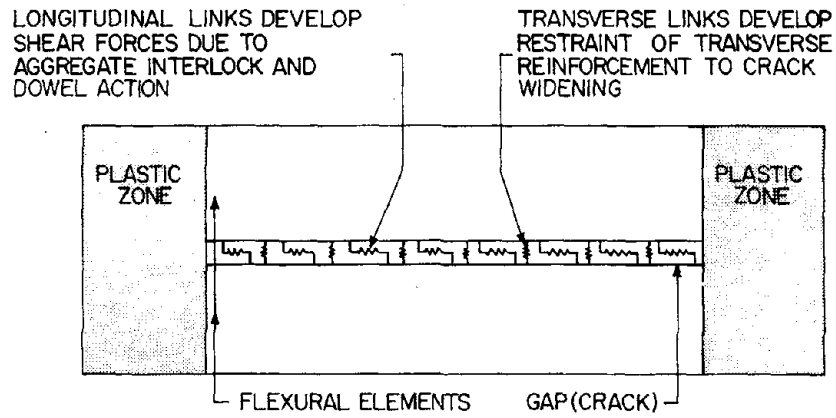 LONGITUDINAL LINKS DEVELOP
SHEAR FORCES DUE TO
AGGREGATE INTERLOCK AND
DOWEL ACTION
TRANSVERSE LINKS DEVELOP
RESTRAINT OF TRANSVERSE
REINFORCEMENT TO CRACK
WIDENING
PLASTIC
ZONE
PLASTIC
ZONE
FLEXURAL ELEMENTS
GAP (CRACK)